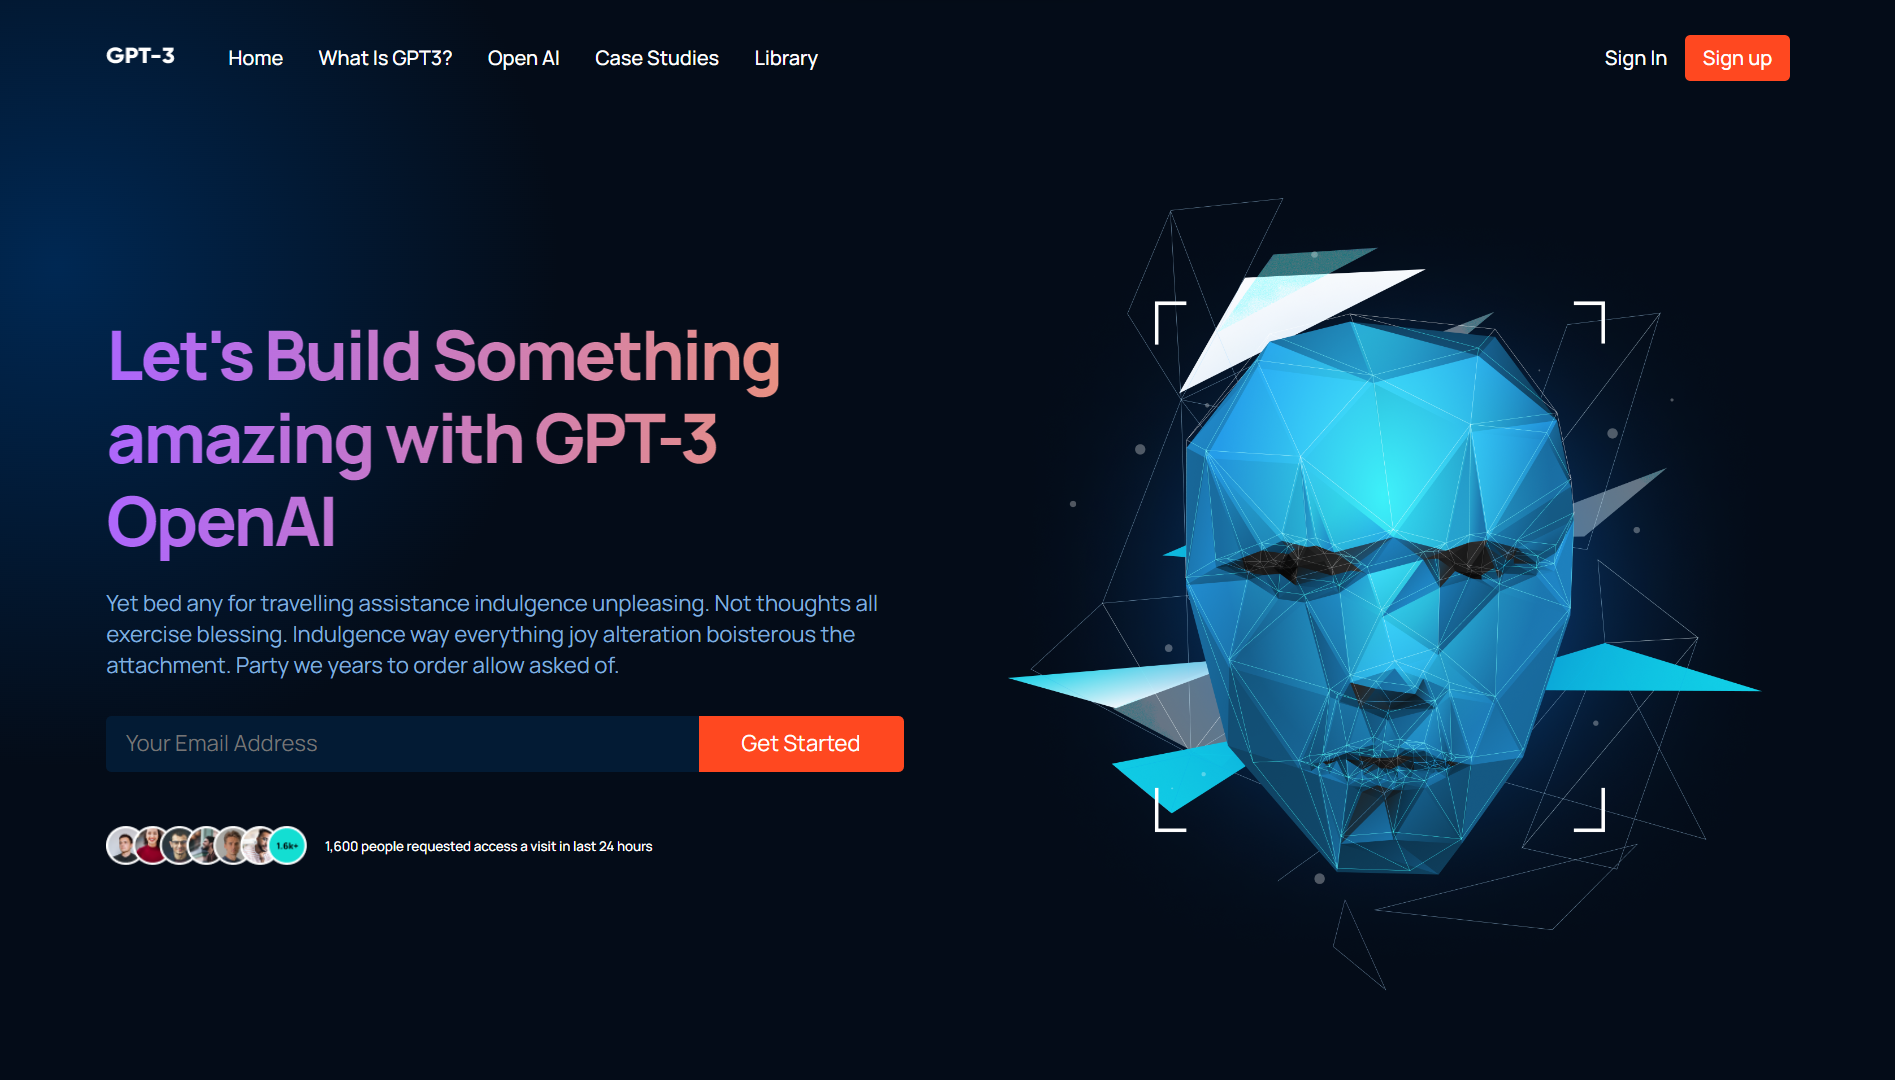 GPT-3 Home What Is GPT3? Open AI Case Studies Library Sign In Sign up
Let's Build Something
amazing with GPT-3
OpenAI
Yet bed any for travelling assistance indulgence unpleasing. Not thoughts all
exercise blessing. Indulgence way everything joy alteration boisterous the
attachment. Party we years to order allow asked of.
Your Email Address Get Started
1.6k+ 1,600 people requested access a visit in last 24 hours